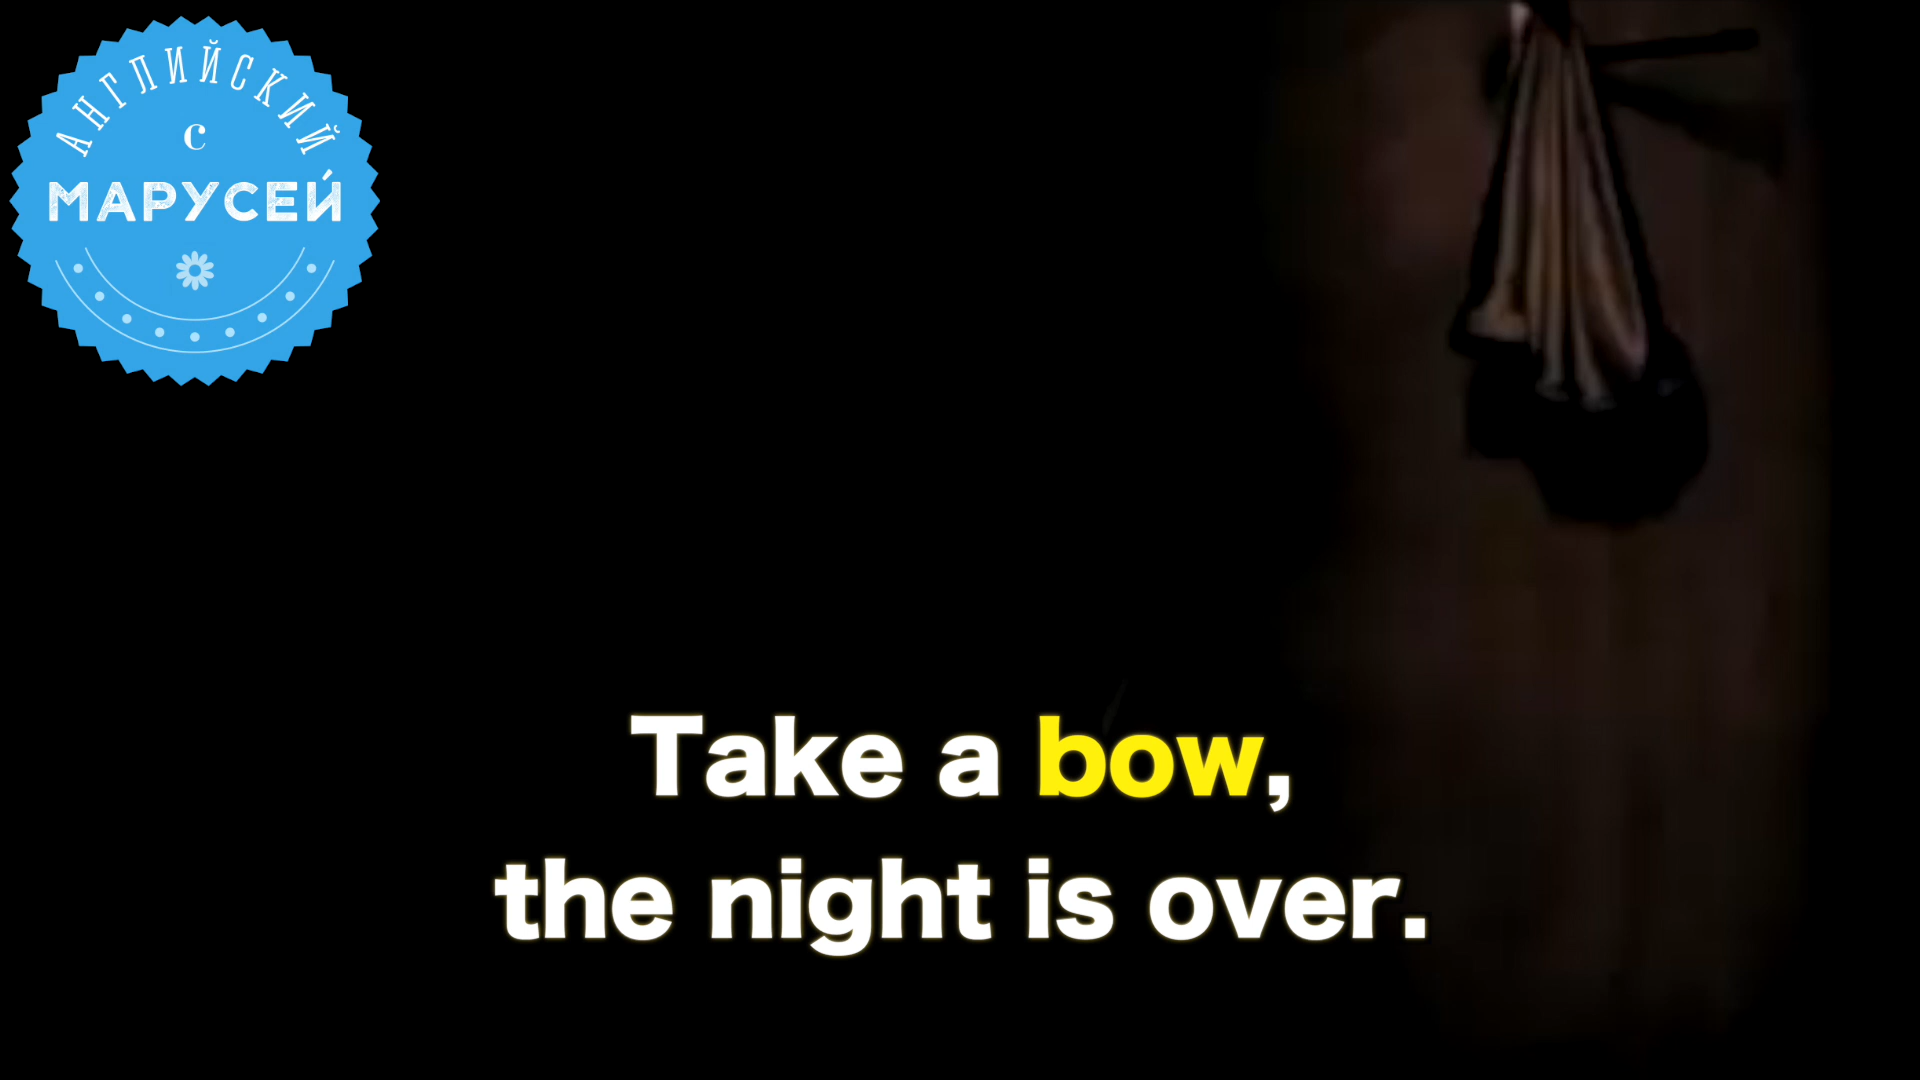 АНГЛИЙСКИЙ
С
МАРУСЕЙ
Take a bow,
the night is over.